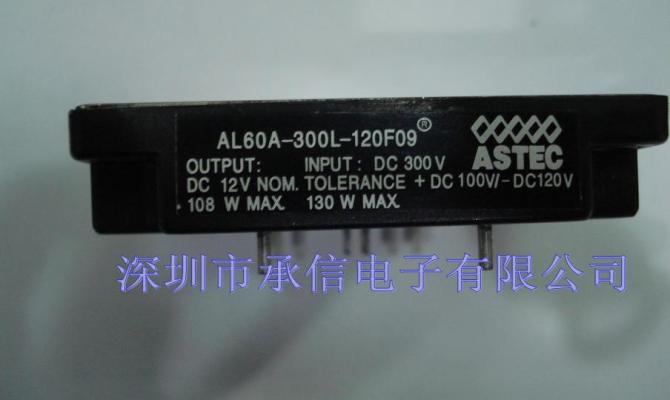 AL60A-300L-120F09®
ASTEC
OUTPUT: INPUT: DC 300V
DC 12V NOM. TOLERANCE + DC 100V/-DC120V
108 W MAX. 130 W MAX.
深圳市承信电子有限公司